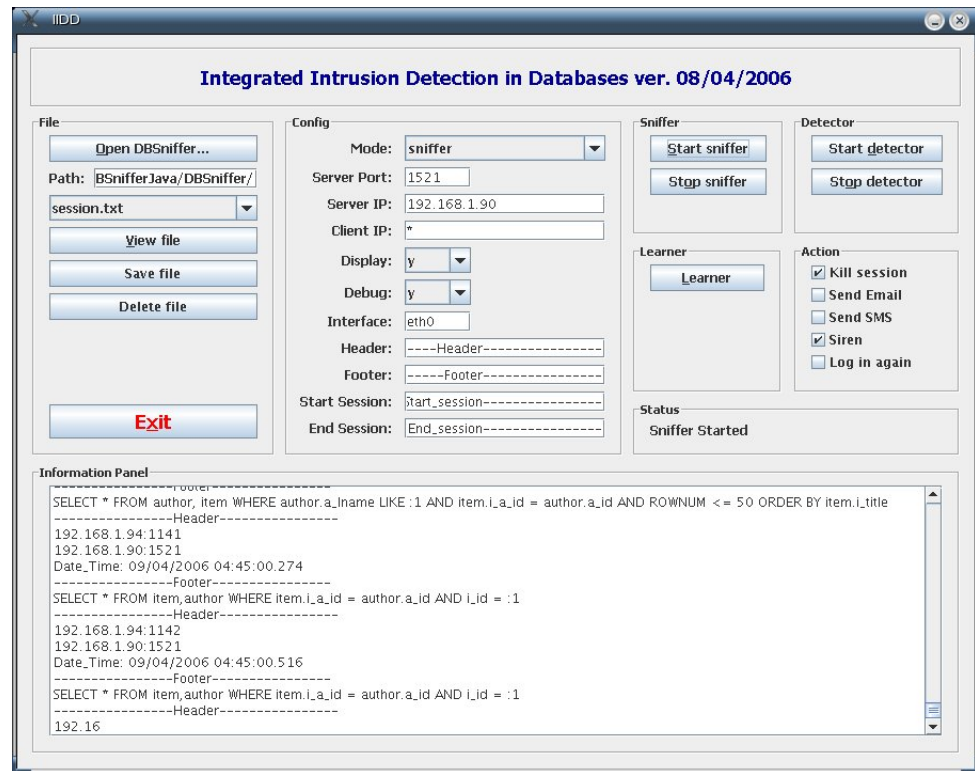 IIDD
Integrated Intrusion Detection in Databases ver. 08/04/2006
File
Open DBSniffer...
Path: BSnifferJava/DBSniffer/
session.txt
View file
Save file
Delete file
Exit
Config
Mode: sniffer
Server Port: 1521
Server IP: 192.168.1.90
Client IP: *
Display: y
Debug: y
Interface: eth0
Header: ----Header----------------
Footer: -----Footer----------------
Start Session: Start_session----------------
End Session: End_session----------------
Sniffer
Start sniffer
Stop sniffer
Detector
Start detector
Stop detector
Learner
Learner
Action
Kill session
Send Email
Send SMS
Siren
Log in again
Status
Sniffer Started
Information Panel
-----------------Footer----------------
SELECT * FROM author, item WHERE author.a_lname LIKE :1 AND item.i_a_id = author.a_id AND ROWNUM <= 50 ORDER BY item.i_title
-----------------Header----------------
192.168.1.94:1141
192.168.1.90:1521
Date_Time: 09/04/2006 04:45:00.274
-----------------Footer----------------
SELECT * FROM item,author WHERE item.i_a_id = author.a_id AND i_id = :1
-----------------Header----------------
192.168.1.94:1142
192.168.1.90:1521
Date_Time: 09/04/2006 04:45:00.516
-----------------Footer----------------
SELECT * FROM item,author WHERE item.i_a_id = author.a_id AND i_id = :1
-----------------Header----------------
192.16